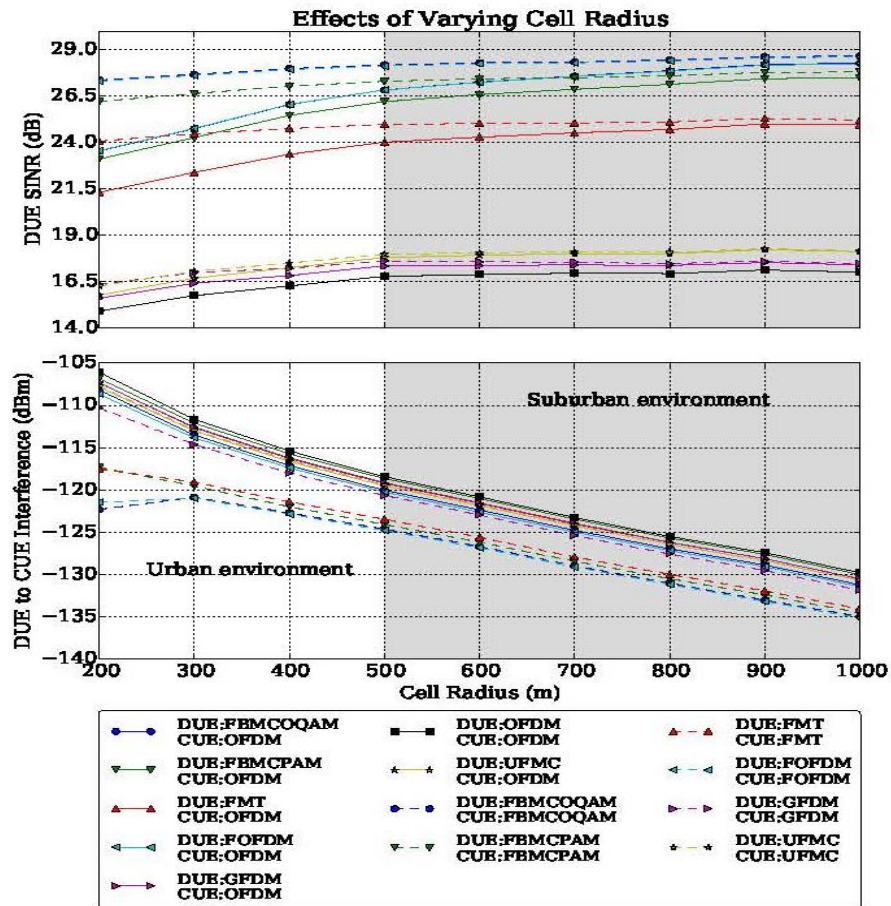 Effects of Varying Cell Radius
DUE SINR (dB)
29.0
26.5
24.0
21.5
19.0
16.5
14.0
DUE to CUE Interference (dBm)
−105
−110
−115
−120
−125
−130
−135
−140
Suburban environment
Urban environment
200 300 400 500 600 700 800 900 1000
Cell Radius (m)
DUE:FBMCOQAM
CUE:OFDM
DUE:FBMCPAM
CUE:OFDM
DUE:FMT
CUE:OFDM
DUE:FOFDM
CUE:OFDM
DUE:GFDM
CUE:OFDM
DUE:OFDM
CUE:OFDM
DUE:UFMC
CUE:OFDM
DUE:FBMCOQAM
CUE:FBMCOQAM
DUE:FBMCPAM
CUE:FBMCPAM
DUE:FMT
CUE:FMT
DUE:FOFDM
CUE:FOFDM
DUE:GFDM
CUE:GFDM
DUE:UFMC
CUE:UFMC